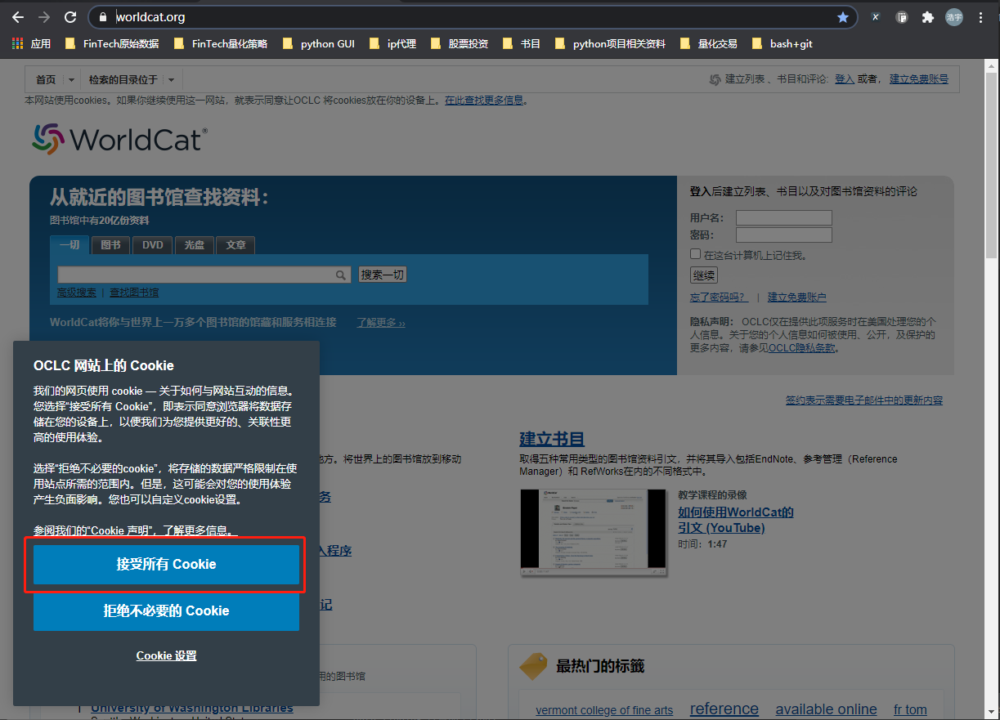 worldcat.org
浩宇
应用 FinTech原始数据 FinTech量化策略 python GUI ip代理 股票投资 书目 python项目相关资料 量化交易 bash+git
首页 检索的目录位于 建立列表 、书目和评论: 登入 或者， 建立免费账号
本网站使用cookies。如果你继续使用这一网站，就表示同意让OCLC 将cookies放在你的设备上。在此查找更多信息。
WorldCat®
从就近的图书馆查找资料：
图书馆中有20亿份资料
一切 图书 DVD 光盘 文章
搜索一切
高级搜索 | 查找图书馆
WorldCat将你与世界上一万多个图书馆的馆藏和服务相连接 了解更多 ››
登入后建立列表、书目以及对图书馆资料的评论
用户名：
密码：
在这台计算机上记住我。
继续
忘了密码吗？ | 建立免费账户
隐私声明： OCLC仅在提供此项服务时在美国处理您的个
人信息。关于您的个人信息如何被使用、公开，及保护的
更多内容，请参见OCLC隐私条款。
签约表示需要电子邮件中的更新内容
OCLC 网站上的 Cookie
我们的网页使用 cookie — 关于如何与网站互动的信息。
您选择“接受所有 Cookie”，即表示同意浏览器将数据存
储在您的设备上，以便我们为您提供更好的、关联性更
高的使用体验。
选择“拒绝不必要的cookie”，将存储的数据严格限制在使
用站点所需的范围内。但是，这可能会对您的使用体验
产生负面影响。您也可以自定义cookie设置。
参阅我们的“Cookie 声明”，了解更多信息。
接受所有 Cookie
拒绝不必要的 Cookie
Cookie 设置
地方。将世界上的图书馆放到移动
务
入程序
记
用的图书馆
University of Washington Libraries
建立书目
取得五种常用类型的图书馆资料引文，并将其导入包括EndNote、参考管理（Reference
Manager）和 RefWorks在内的不同格式中。
教学课程的录像
如何使用WorldCat的
引文 (YouTube)
时间：1:47
最热门的标籤
vermont college of fine arts reference available online fr tom